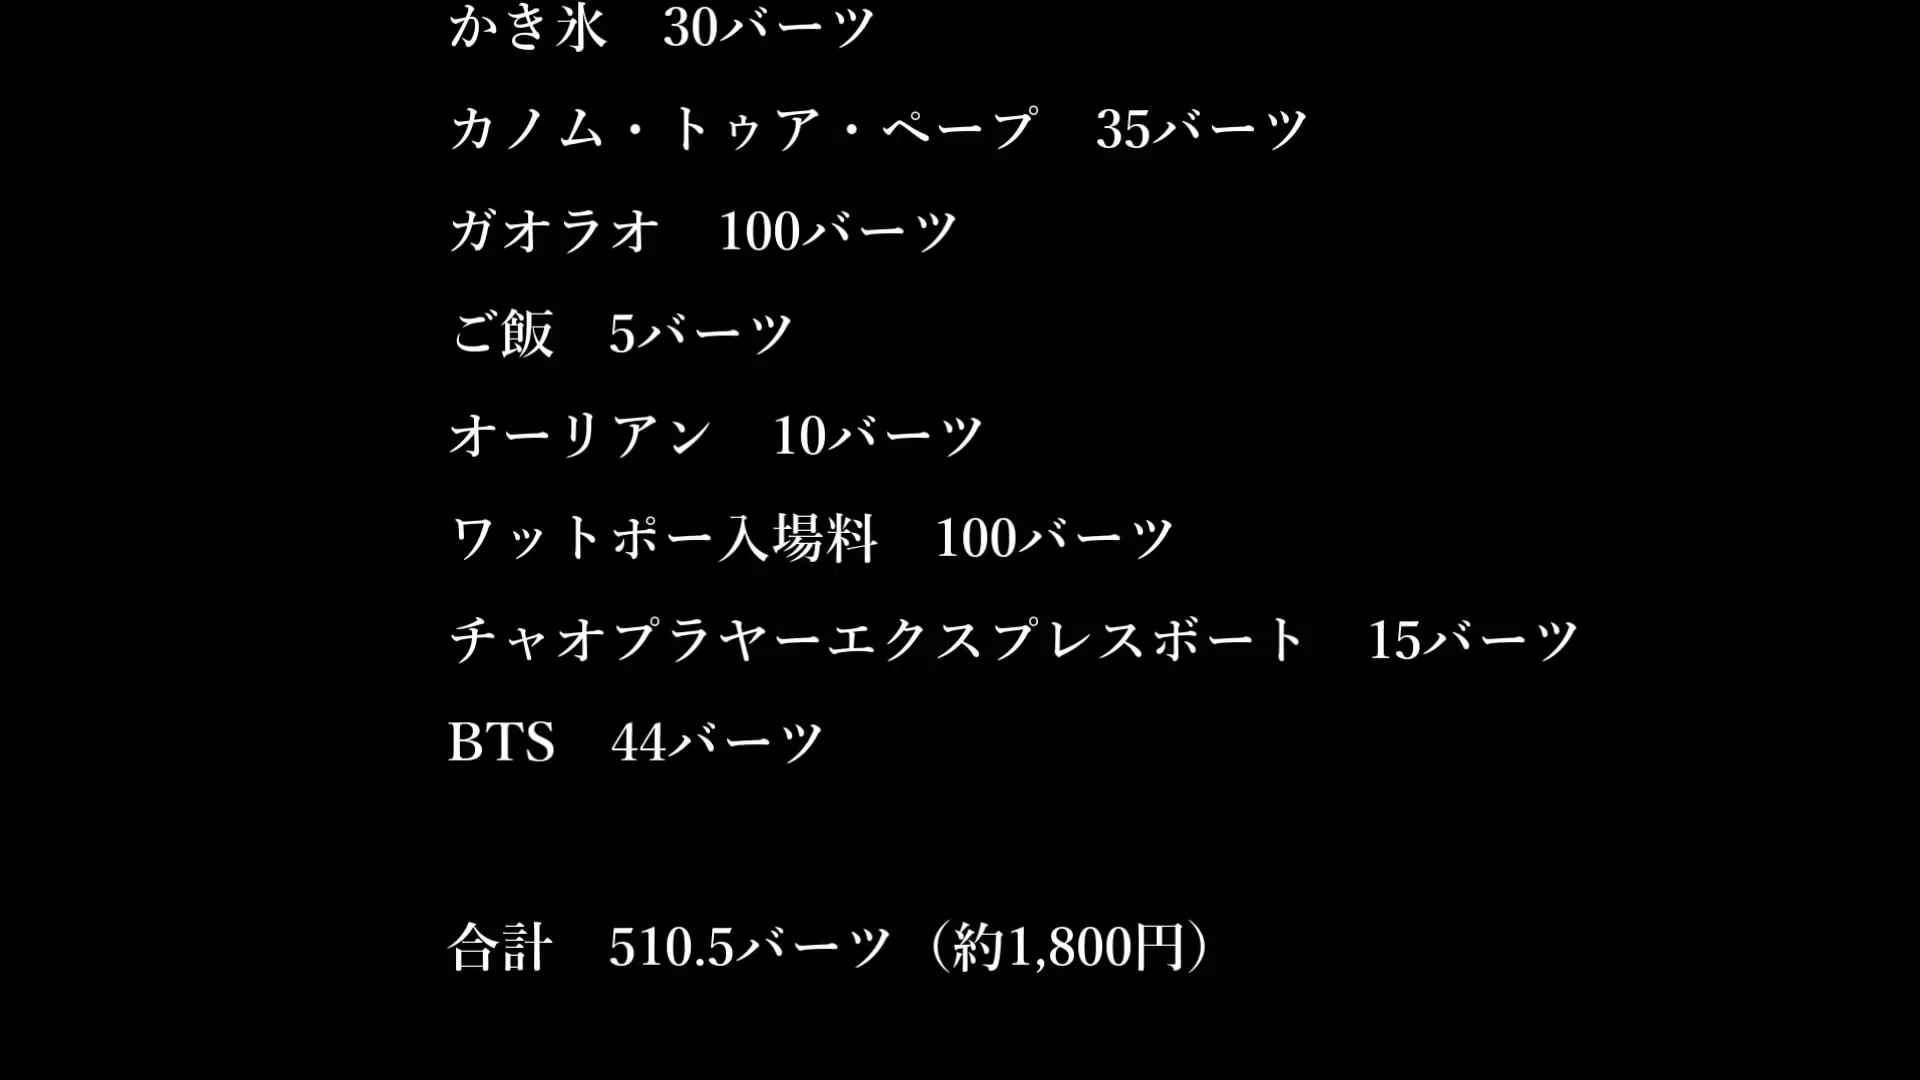 かき氷　30バーツ
カノム・トゥア・ペープ　35バーツ
ガオラオ　100バーツ
ご飯　5バーツ
オーリアン　10バーツ
ワットポー入場料　100バーツ
チャオプラヤーエクスプレスボート　15バーツ
BTS　44バーツ
合計　510.5バーツ（約1,800円）